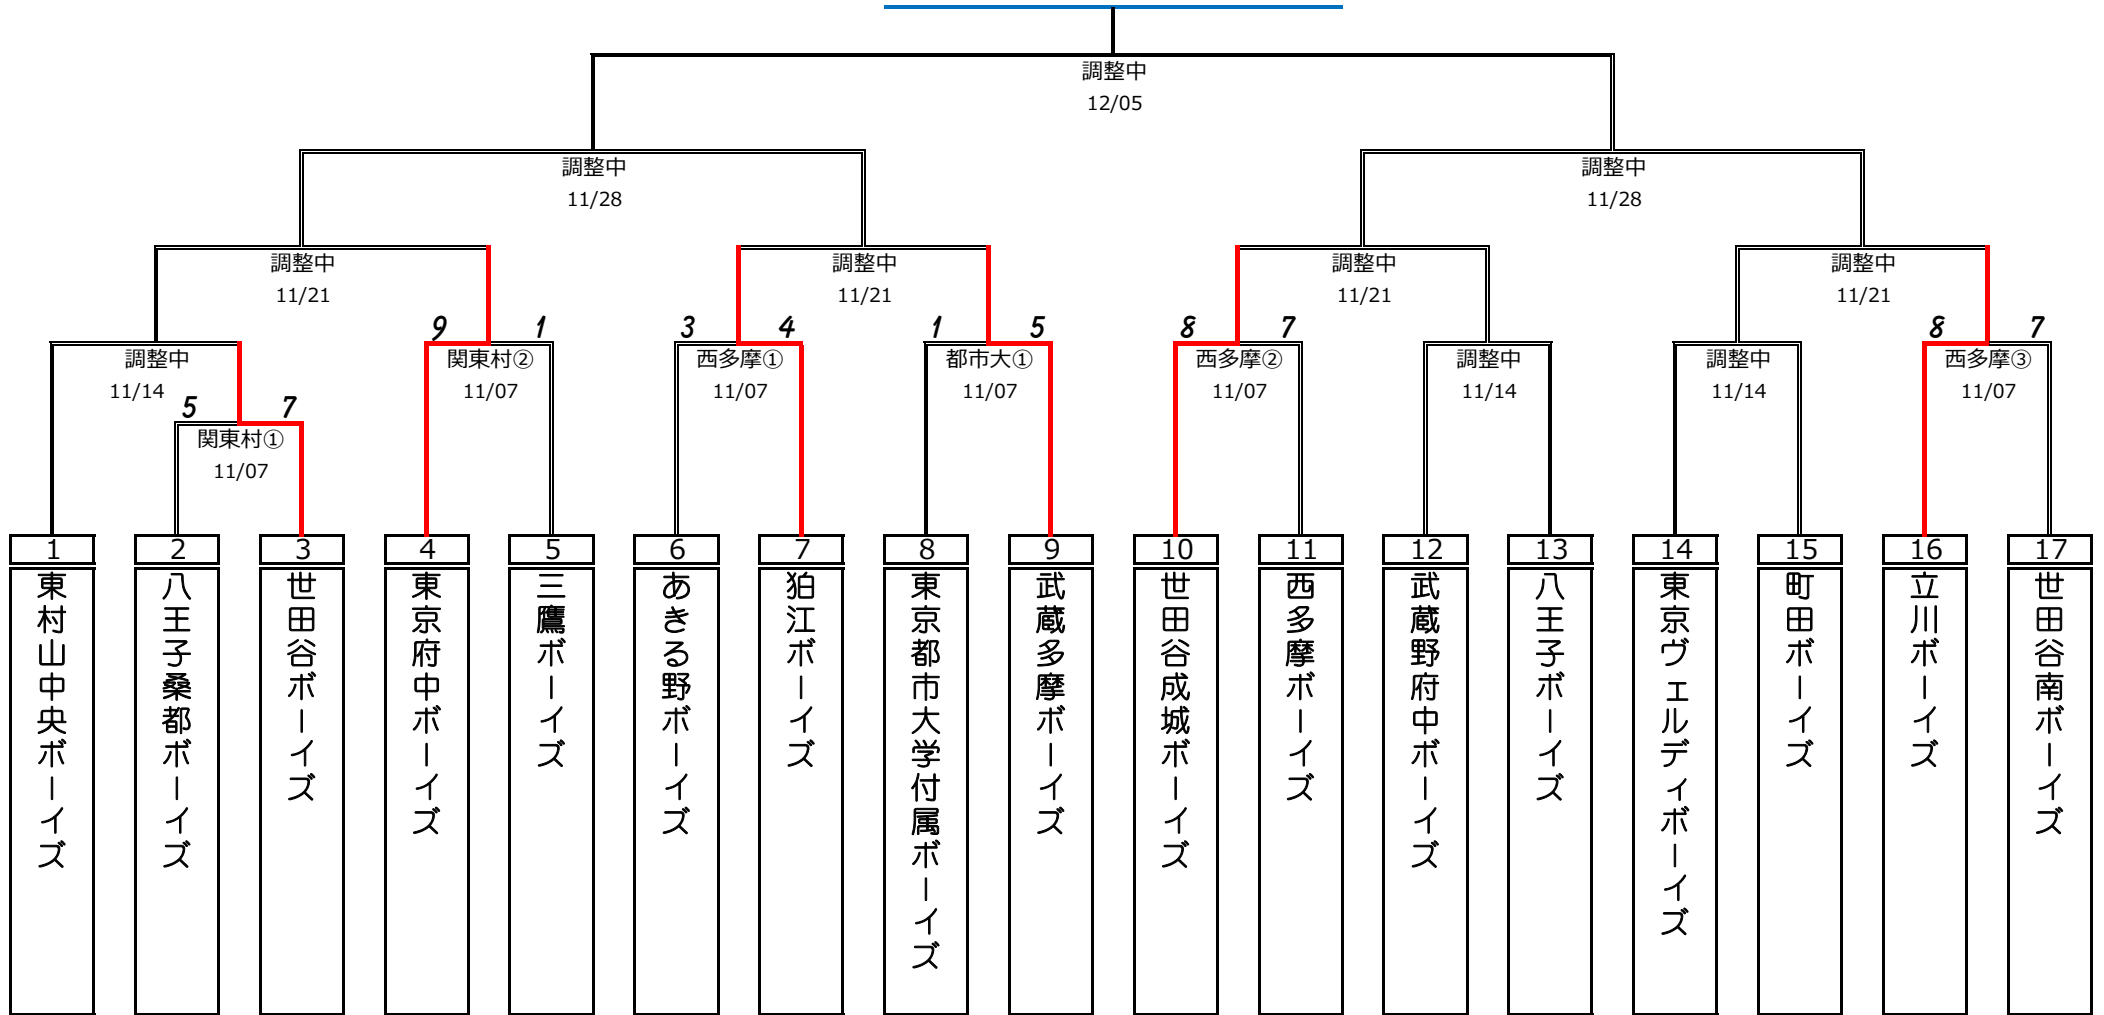 調整中
12/05
調整中
11/28
調整中
11/28
調整中
11/21
調整中
11/21
調整中
11/21
調整中
11/21
9 1
3 4
1 5
8 7
8 7
調整中
11/14
関東村②
11/07
西多摩①
11/07
都市大①
11/07
西多摩②
11/07
調整中
11/14
調整中
11/14
西多摩③
11/07
5 7
関東村①
11/07
1
東村山中央ボーイズ
2
八王子桑都ボーイズ
3
世田谷ボーイズ
4
東京府中ボーイズ
5
三鷹ボーイズ
6
あきる野ボーイズ
7
狛江ボーイズ
8
東京都市大学付属ボーイズ
9
武蔵多摩ボーイズ
10
世田谷成城ボーイズ
11
西多摩ボーイズ
12
武蔵野府中ボーイズ
13
八王子ボーイズ
14
東京ヴェルディボーイズ
15
町田ボーイズ
16
立川ボーイズ
17
世田谷南ボーイズ